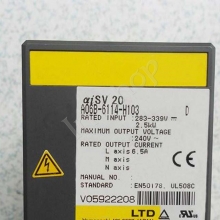 αiSV 20
A06B-6114-H103 D
RATED INPUT : 283-339V ⎓
2.5kW
MAXIMUM OUTPUT VOLTAGE
: 240V ~
RATED OUTPUT CURRENT
L axis 6.5A
M axis
N axis
MANUAL No.
STANDARD : EN50178, UL508C
V05922208
LTD